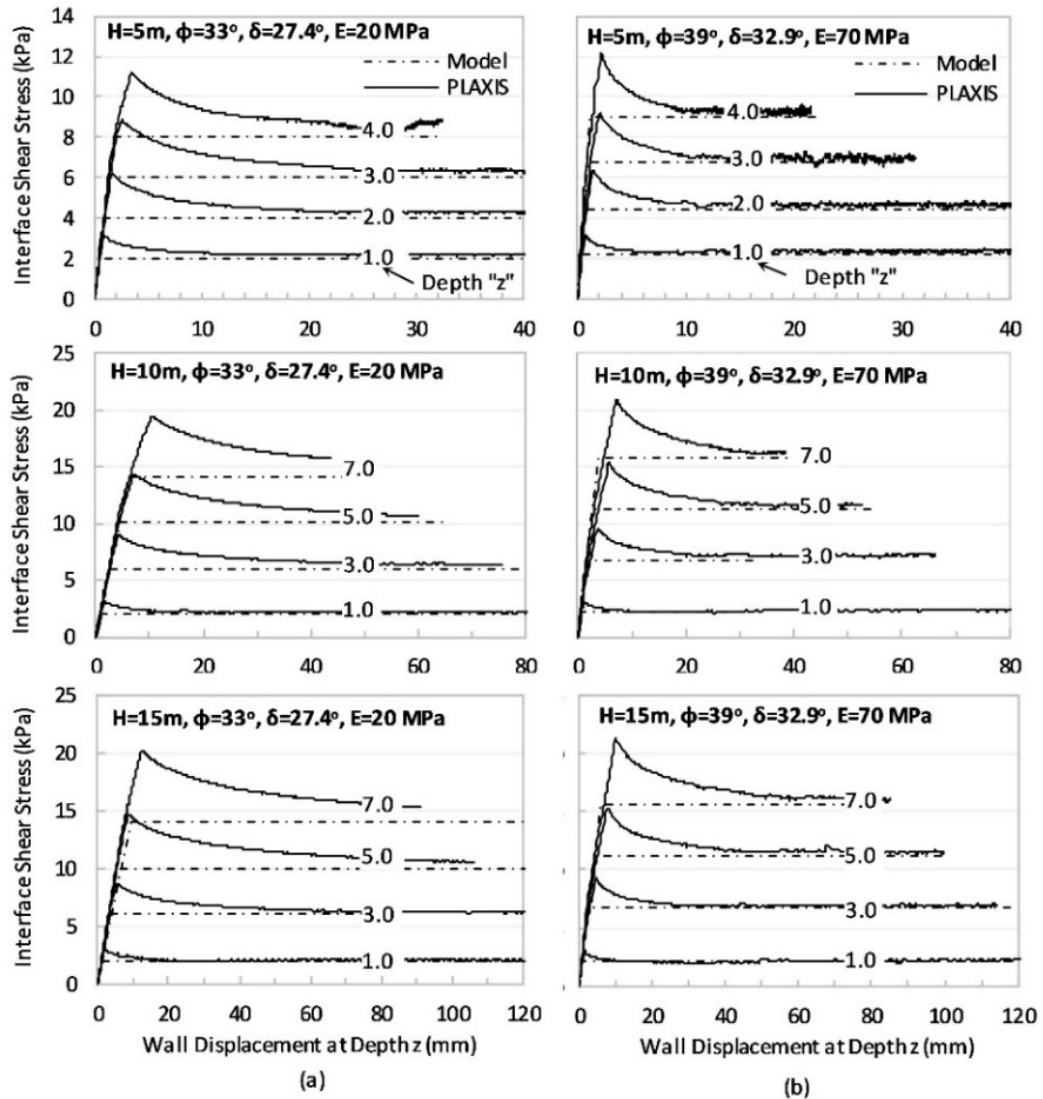 H=5m, ϕ=33°, δ=27.4°, E=20 MPa
Model
PLAXIS
Interface Shear Stress (kPa)
14
12
10
8
6
4
2
0
4.0
3.0
2.0
1.0
Depth "z"
0 10 20 30 40
H=5m, ϕ=39°, δ=32.9°, E=70 MPa
Model
PLAXIS
4.0
3.0
2.0
1.0
Depth "z"
0 10 20 30 40
H=10m, ϕ=33°, δ=27.4°, E=20 MPa
Interface Shear Stress (kPa)
25
20
15
10
5
0
7.0
5.0
3.0
1.0
0 20 40 60 80
H=10m, ϕ=39°, δ=32.9°, E=70 MPa
7.0
5.0
3.0
1.0
0 20 40 60 80
H=15m, ϕ=33°, δ=27.4°, E=20 MPa
Interface Shear Stress (kPa)
25
20
15
10
5
0
7.0
5.0
3.0
1.0
0 20 40 60 80 100 120
Wall Displacement at Depth z (mm)
(a)
H=15m, ϕ=39°, δ=32.9°, E=70 MPa
7.0
5.0
3.0
1.0
0 20 40 60 80 100 120
Wall Displacement at Depth z (mm)
(b)